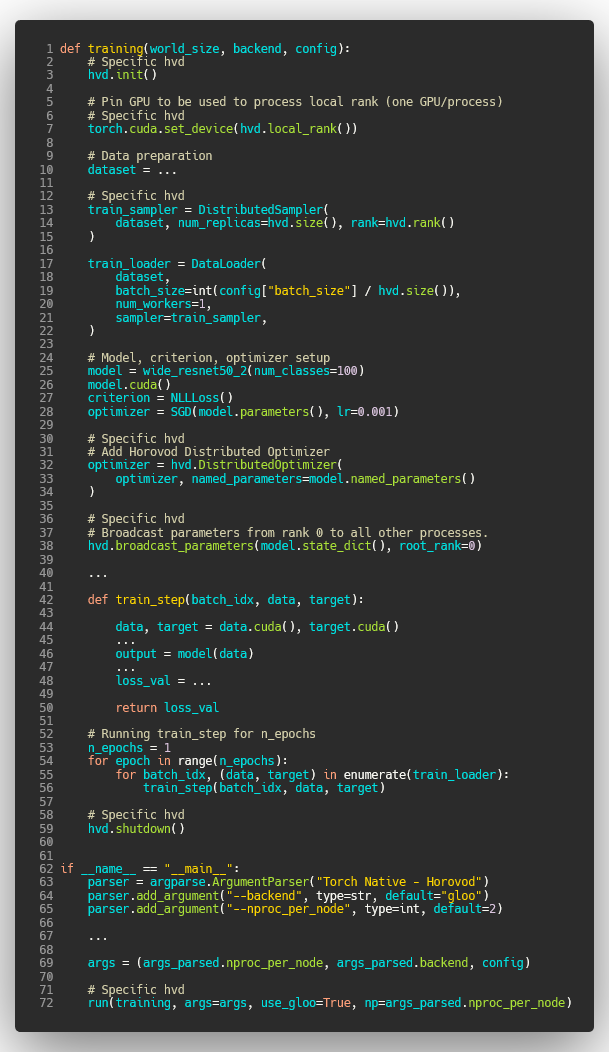 1 def training(world_size, backend, config):
2     # Specific hvd
3     hvd.init()
4
5     # Pin GPU to be used to process local rank (one GPU/process)
6     # Specific hvd
7     torch.cuda.set_device(hvd.local_rank())
8
9     # Data preparation
10     dataset = ...
11
12     # Specific hvd
13     train_sampler = DistributedSampler(
14         dataset, num_replicas=hvd.size(), rank=hvd.rank()
15     )
16
17     train_loader = DataLoader(
18         dataset,
19         batch_size=int(config["batch_size"] / hvd.size()),
20         num_workers=1,
21         sampler=train_sampler,
22     )
23
24     # Model, criterion, optimizer setup
25     model = wide_resnet50_2(num_classes=100)
26     model.cuda()
27     criterion = NLLLoss()
28     optimizer = SGD(model.parameters(), lr=0.001)
29
30     # Specific hvd
31     # Add Horovod Distributed Optimizer
32     optimizer = hvd.DistributedOptimizer(
33         optimizer, named_parameters=model.named_parameters()
34     )
35
36     # Specific hvd
37     # Broadcast parameters from rank 0 to all other processes.
38     hvd.broadcast_parameters(model.state_dict(), root_rank=0)
39
40     ...
41
42     def train_step(batch_idx, data, target):
43
44         data, target = data.cuda(), target.cuda()
45         ...
46         output = model(data)
47         ...
48         loss_val = ...
49
50         return loss_val
51
52     # Running train_step for n_epochs
53     n_epochs = 1
54     for epoch in range(n_epochs):
55         for batch_idx, (data, target) in enumerate(train_loader):
56             train_step(batch_idx, data, target)
57
58     # Specific hvd
59     hvd.shutdown()
60
61
62 if __name__ == "__main__":
63     parser = argparse.ArgumentParser("Torch Native - Horovod")
64     parser.add_argument("--backend", type=str, default="gloo")
65     parser.add_argument("--nproc_per_node", type=int, default=2)
66
67     ...
68
69     args = (args_parsed.nproc_per_node, args_parsed.backend, config)
70
71     # Specific hvd
72     run(training, args=args, use_gloo=True, np=args_parsed.nproc_per_node)